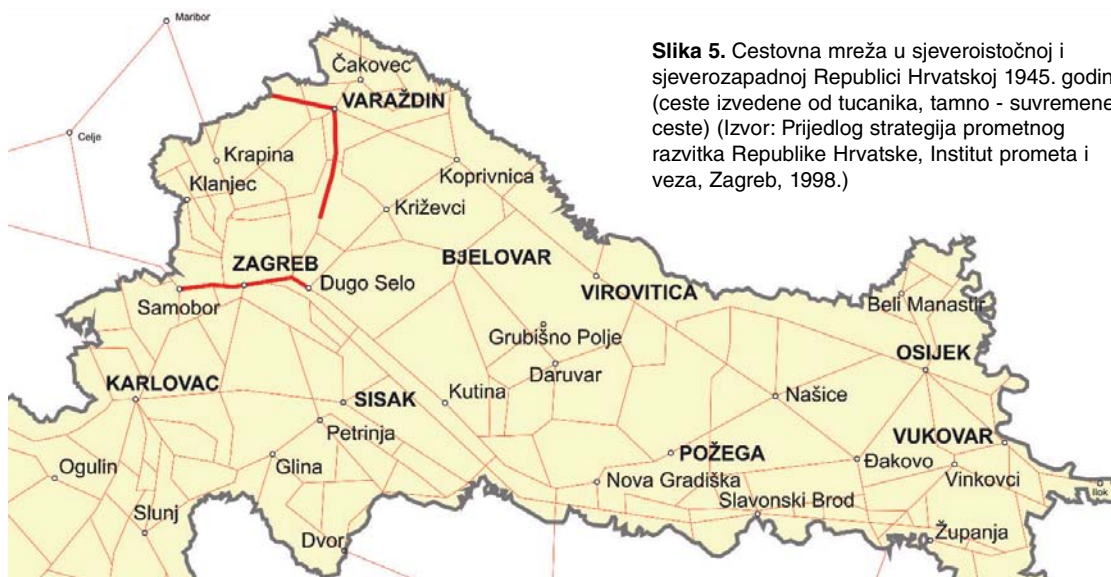 Maribor
Slika 5. Cestovna mreža u sjeveroistočnoj i
sjeverozapadnoj Republici Hrvatskoj 1945. godin
(ceste izvedene od tucanika, tamno - suvremene
ceste) (Izvor: Prijedlog strategija prometnog
razvitka Republike Hrvatske, Institut prometa i
veza, Zagreb, 1998.)
Čakovec
VARAŽDIN
Celje
Krapina
Koprivnica
Klanjec
Križevci
ZAGREB
BJELOVAR
Dugo Selo
VIROVITICA
Samobor
Beli Manastir
Grubišno Polje
OSIJEK
Daruvar
KARLOVAC
Kutina
Našice
SISAK
Petrinja
VUKOVAR
POŽEGA
Đakovo
Ogulin
Glina
Nova Gradiška
Vinkovci
Ilok
Slavonski Brod
Slunj
Županja
Dvor